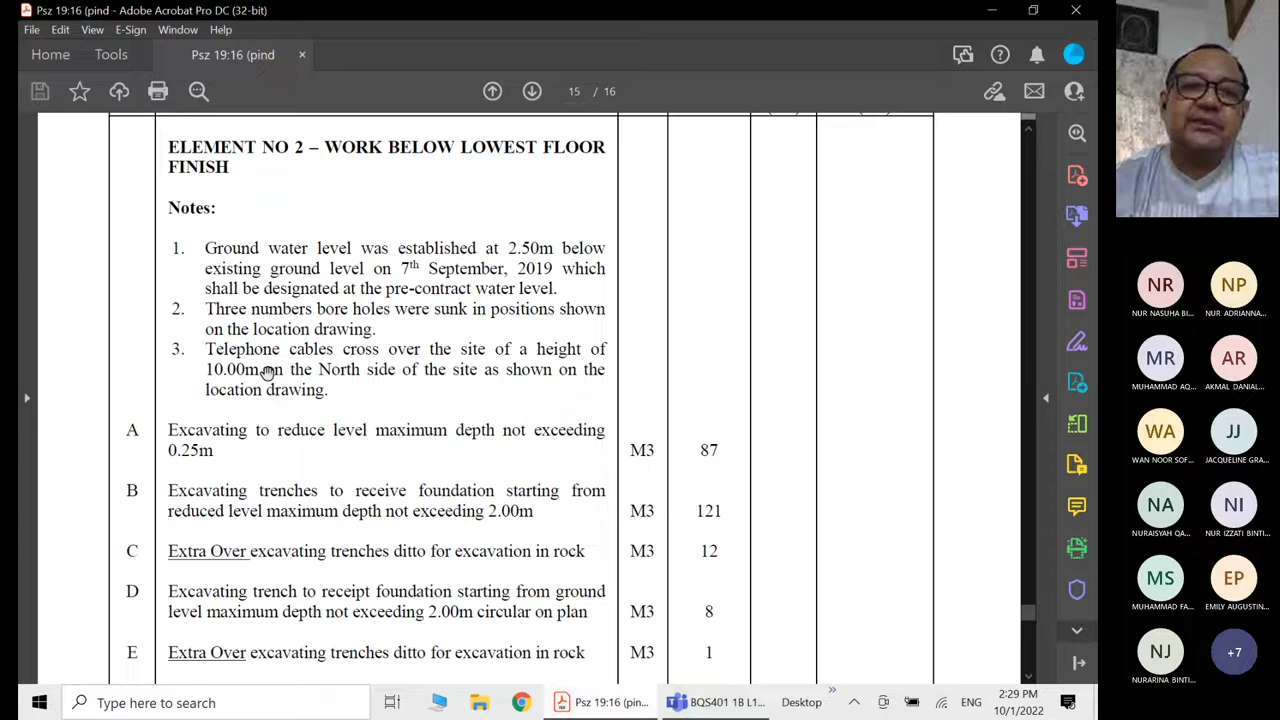 Psz 19:16 (pind - Adobe Acrobat Pro DC (32-bit)
File Edit View E-Sign Window Help
Home Tools Psz 19:16 (pind ×
15 / 16
ELEMENT NO 2 – WORK BELOW LOWEST FLOOR
FINISH
Notes:
1. Ground water level was established at 2.50m below
existing ground level on 7th September, 2019 which
shall be designated at the pre-contract water level.
2. Three numbers bore holes were sunk in positions shown
on the location drawing.
3. Telephone cables cross over the site of a height of
10.00m on the North side of the site as shown on the
location drawing.
A Excavating to reduce level maximum depth not exceeding
0.25m M3 87
B Excavating trenches to receive foundation starting from
reduced level maximum depth not exceeding 2.00m M3 121
C Extra Over excavating trenches ditto for excavation in rock M3 12
D Excavating trench to receipt foundation starting from ground
level maximum depth not exceeding 2.00m circular on plan M3 8
E Extra Over excavating trenches ditto for excavation in rock M3 1
NR NP
NUR NASUHA BI... NUR ADRIANNA...
MR AR
MUHAMMAD AQ... AKMAL DANIAL...
WA JJ
WAN NOOR SOF... JACQUELINE GRA...
NA NI
NURAISYAH QA... NUR IZZATI BINTI...
MS EP
MUHAMMAD FA... EMILY AUGUSTIN...
NJ +7
NURARINA BINTI...
Type here to search Psz 19:16 (pin... BQS401 1B L1... Desktop ENG 2:29 PM
10/1/2022